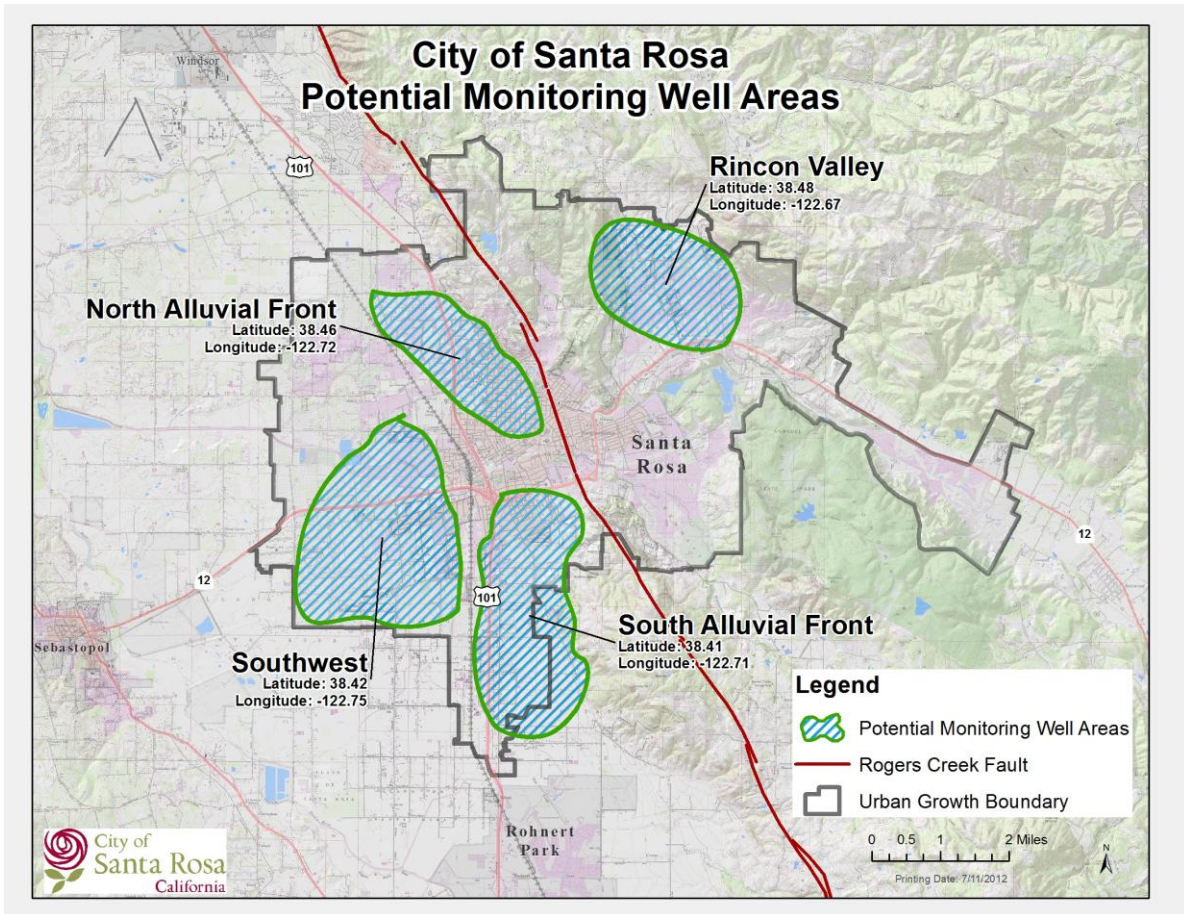 City of Santa Rosa
Potential Monitoring Well Areas
Windsor
101
Rincon Valley
Latitude: 38.48
Longitude: -122.67
North Alluvial Front
Latitude: 38.46
Longitude: -122.72
Santa
Rosa
12
12
101
Sebastopol
South Alluvial Front
Latitude: 38.41
Longitude: -122.71
Southwest
Latitude: 38.42
Longitude: -122.75
Legend
Potential Monitoring Well Areas
Rogers Creek Fault
Urban Growth Boundary
Rohnert
Park
0 0.5 1 2 Miles
N
Printing Date: 7/11/2012
City of
Santa Rosa
California